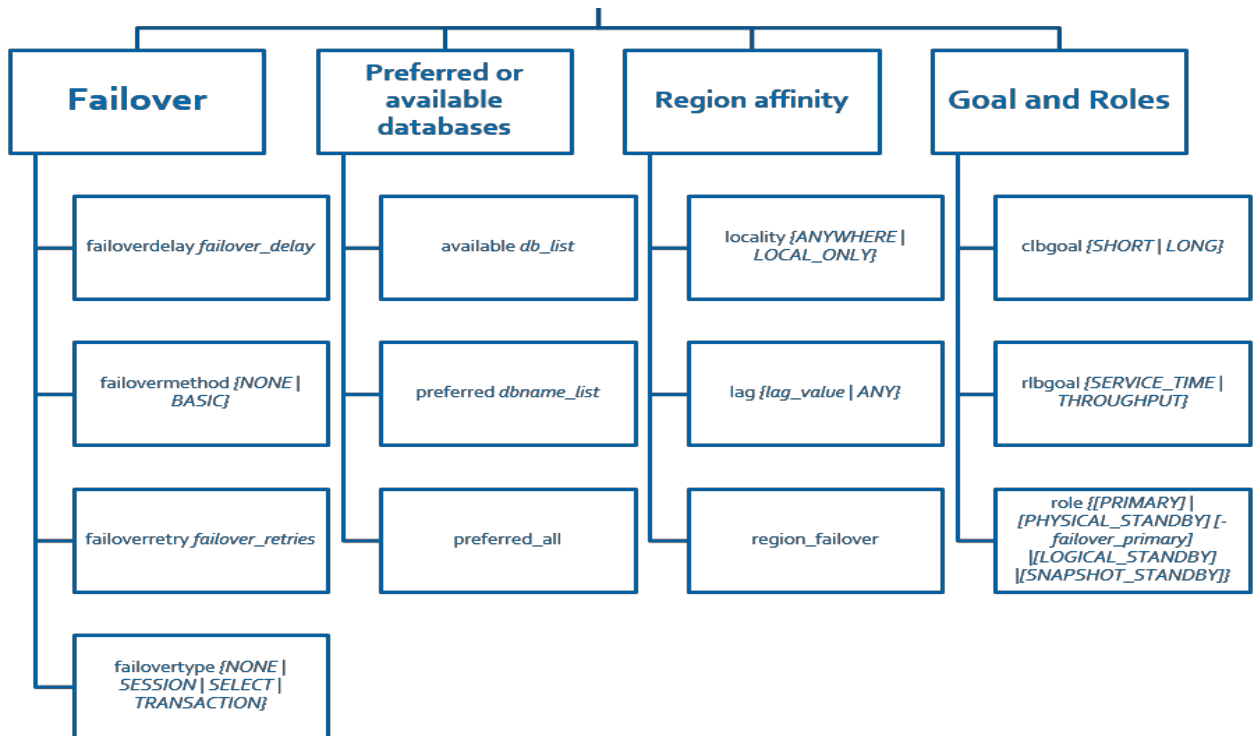 Failover
failoverdelay failover_delay
failovermethod {NONE |
BASIC}
failoverretry failover_retries
failovertype {NONE |
SESSION | SELECT |
TRANSACTION}
Preferred or
available
databases
available db_list
preferred dbname_list
preferred_all
Region affinity
locality {ANYWHERE |
LOCAL_ONLY}
lag {lag_value | ANY}
region_failover
Goal and Roles
clbgoal {SHORT | LONG}
rlbgoal {SERVICE_TIME |
THROUGHPUT}
role {[PRIMARY] |
[PHYSICAL_STANDBY] [-
failover_primary]
|[LOGICAL_STANDBY]
|[SNAPSHOT_STANDBY]}